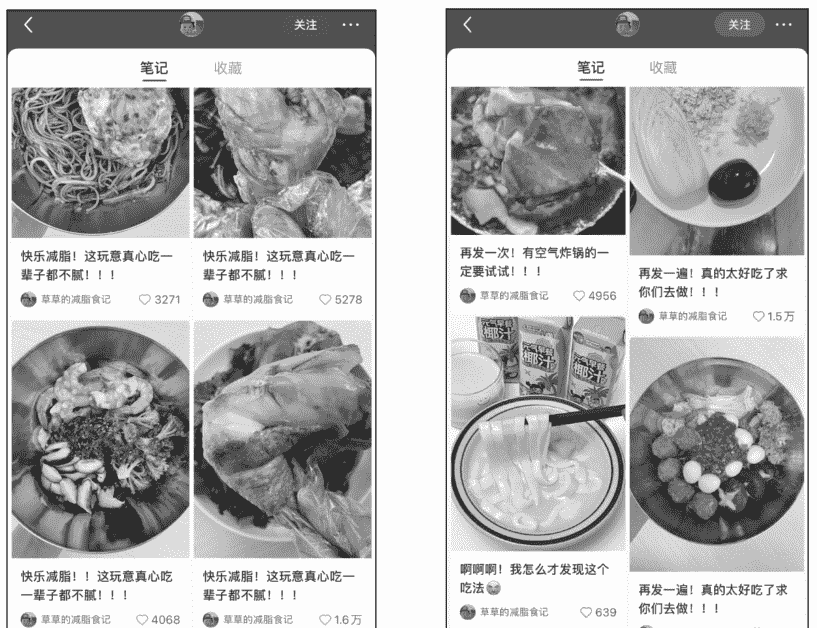 关注
笔记 收藏
快乐减脂！这玩意真心吃一
辈子都不腻！！！
草草的减脂食记 3271
快乐减脂！这玩意真心吃一
辈子都不腻！！！
草草的减脂食记 5278
快乐减脂！！这玩意真心吃
一辈子都不腻！！！
草草的减脂食记 4068
快乐减脂！这玩意真心吃一
辈子都不腻！！！
草草的减脂食记 1.6万
关注
笔记 收藏
再发一次！有空气炸锅的一
定要试试！！！
草草的减脂食记 4956
再发一遍！真的太好吃了求
你们去做！！！
草草的减脂食记 1.5万
椰汁
椰汁
椰汁
啊啊啊！我怎么才发现这个
吃法
草草的减脂食记 639
再发一遍！真的太好吃了求
你们去做！！！